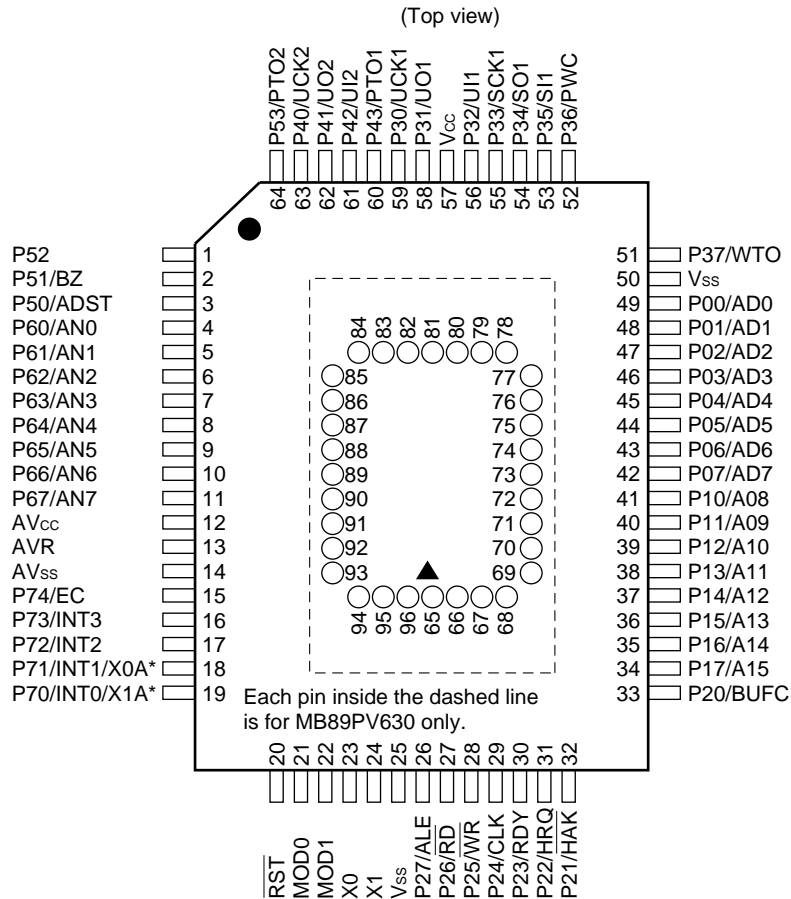 (Top view)
P53/PTO2
P40/UCK2
P41/UO2
P42/UI2
P43/PTO1
P30/UCK1
P31/UO1
Vcc
P32/UI1
P33/SCK1
P34/SO1
P35/SI1
P36/PWC
64
63
62
61
60
59
58
57
56
55
54
53
52
P52 1
P51/BZ 2
P50/ADST 3
P60/AN0 4
P61/AN1 5
P62/AN2 6
P63/AN3 7
P64/AN4 8
P65/AN5 9
P66/AN6 10
P67/AN7 11
AVcc 12
AVR 13
AVss 14
P74/EC 15
P73/INT3 16
P72/INT2 17
P71/INT1/X0A* 18
P70/INT0/X1A* 19
84
83
82
81
80
79
78
85
86
87
88
89
90
91
92
93
77
76
75
74
73
72
71
70
69
94
95
96
65
66
67
68
51 P37/WTO
50 Vss
49 P00/AD0
48 P01/AD1
47 P02/AD2
46 P03/AD3
45 P04/AD4
44 P05/AD5
43 P06/AD6
42 P07/AD7
41 P10/A08
40 P11/A09
39 P12/A10
38 P13/A11
37 P14/A12
36 P15/A13
35 P16/A14
34 P17/A15
33 P20/BUFC
Each pin inside the dashed line
is for MB89PV630 only.
20
21
22
23
24
25
26
27
28
29
30
31
32
RST
MOD0
MOD1
X0
X1
Vss
P27/ALE
P26/RD
P25/WR
P24/CLK
P23/RDY
P22/HRQ
P21/HAK